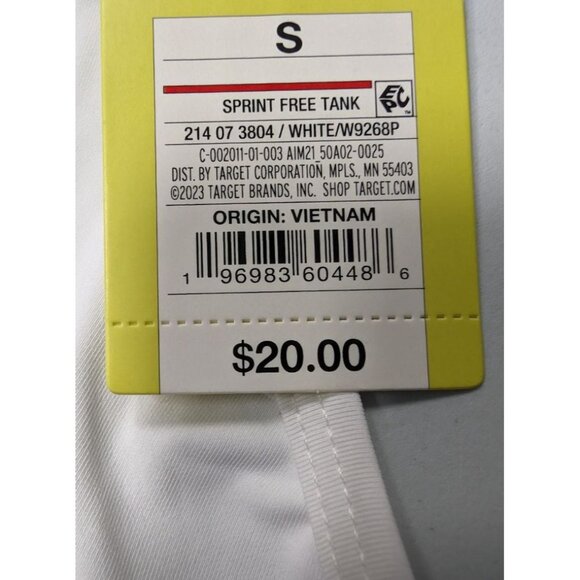 S
SPRINT FREE TANK
EPC™
214 07 3804 / WHITE/W9268P
C-002011-01-003 AIM21_50A02-0025
DIST. BY TARGET CORPORATION, MPLS., MN 55403
©2023 TARGET BRANDS, INC. SHOP TARGET.COM
ORIGIN: VIETNAM
1 96983 60448 6
$20.00